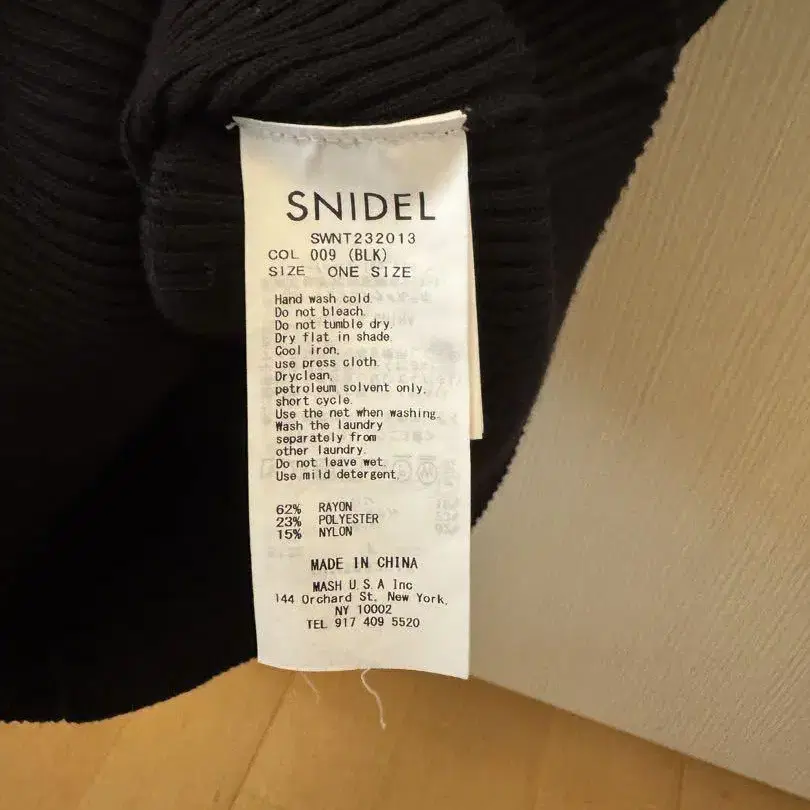 SNIDEL
SWNT232013
COL 009 (BLK)
SIZE ONE SIZE
Hand wash cold.
Do not bleach.
Do not tumble dry.
Dry flat in shade.
Cool iron,
use press cloth.
Dryclean,
petroleum solvent only,
short cycle.
Use the net when washing.
Wash the laundry
separately from
other laundry.
Do not leave wet.
Use mild detergent.
62% RAYON
23% POLYESTER
15% NYLON
MADE IN CHINA
MASH U.S.A Inc
144 Orchard St. New York,
NY 10002
TEL 917 409 5520